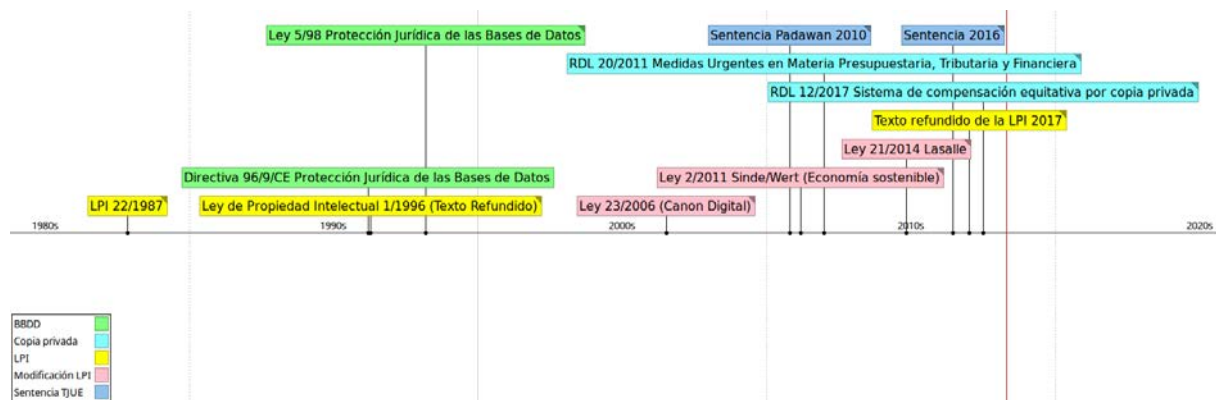 Ley 5/98 Protección Jurídica de las Bases de Datos
Sentencia Padawan 2010
Sentencia 2016
RDL 20/2011 Medidas Urgentes en Materia Presupuestaria, Tributaria y Financiera
RDL 12/2017 Sistema de compensación equitativa por copia privada
Texto refundido de la LPI 2017
Ley 21/2014 Lasalle
Directiva 96/9/CE Protección Jurídica de las Bases de Datos
Ley 2/2011 Sinde/Wert (Economía sostenible)
LPI 22/1987
Ley de Propiedad Intelectual 1/1996 (Texto Refundido)
Ley 23/2006 (Canon Digital)
1980s
1990s
2000s
2010s
2020s
BBDD
Copia privada
LPI
Modificación LPI
Sentencia TJUE